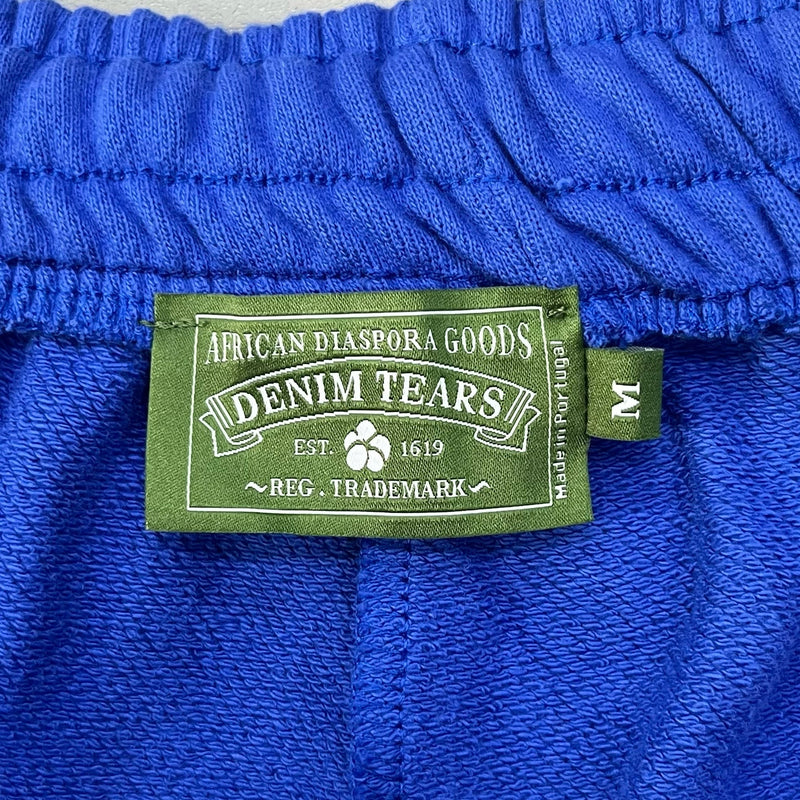 AFRICAN DIASPORA GOODS
DENIM TEARS
EST. 1619
~REG. TRADEMARK~
Made in Portugal
M